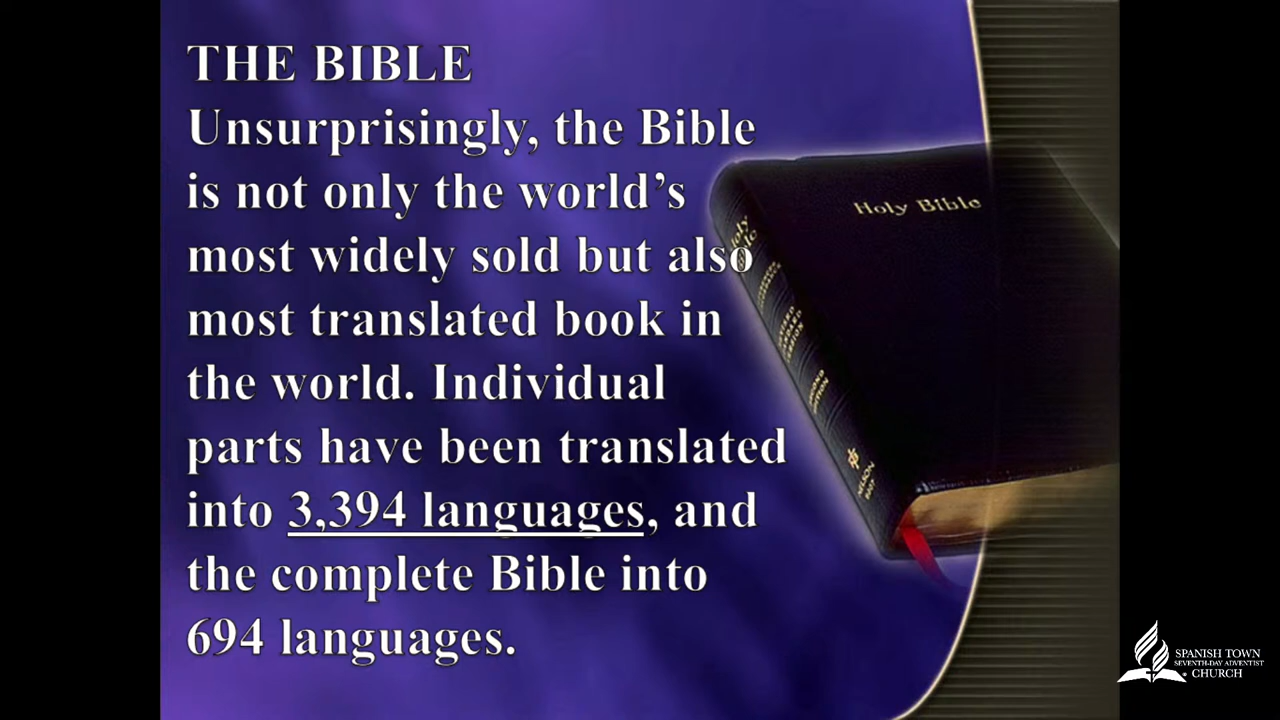 THE BIBLE
Unsurprisingly, the Bible
is not only the world’s
most widely sold but also
most translated book in
the world. Individual
parts have been translated
into 3,394 languages, and
the complete Bible into
694 languages.
Holy Bible
SPANISH TOWN
SEVENTH-DAY ADVENTIST
CHURCH